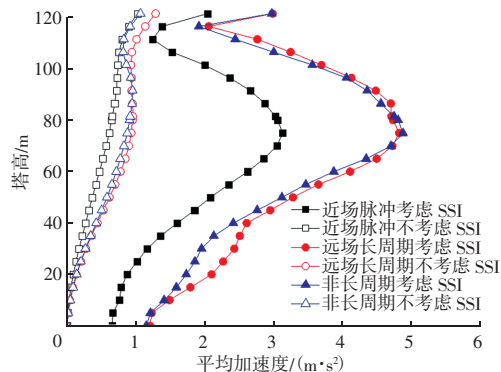 120
100
80
60
40
20
0
1
2
3
4
5
6
塔高/m
平均加速度/(m·s²)
近场脉冲考虑 SSI
近场脉冲不考虑 SSI
远场长周期考虑 SSI
远场长周期不考虑 SSI
非长周期考虑 SSI
非长周期不考虑 SSI